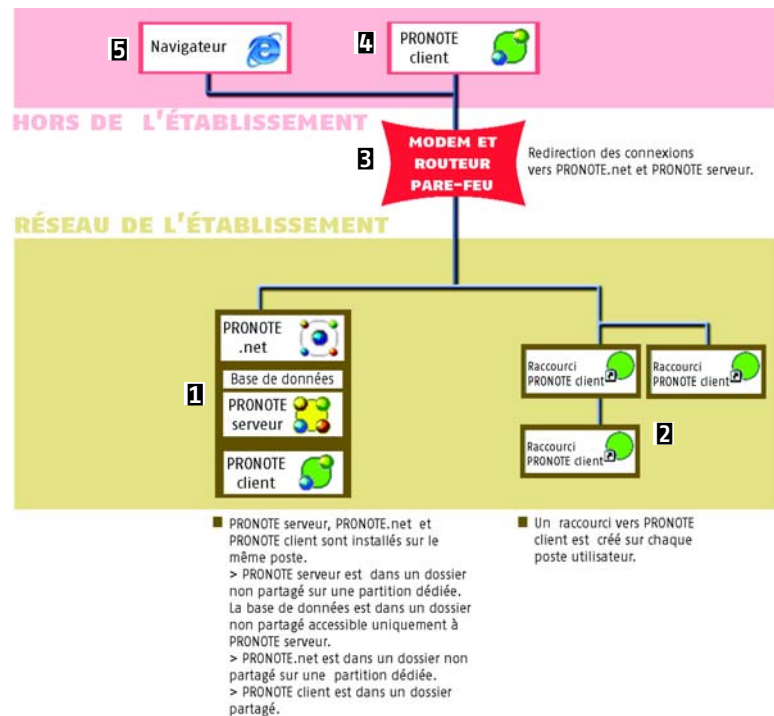 5
Navigateur
4
PRONOTE
client
HORS DE L'ÉTABLISSEMENT
3
MODEM ET
ROUTEUR
PARE-FEU
Redirection des connexions
vers PRONOTE.net et PRONOTE serveur.
RÉSEAU DE L'ÉTABLISSEMENT
1
PRONOTE
.net
Base de données
PRONOTE
serveur
PRONOTE
client
Raccourci
PRONOTE client
Raccourci
PRONOTE client
2
Raccourci
PRONOTE client
PRONOTE serveur, PRONOTE.net et
PRONOTE client sont installés sur le
même poste.
> PRONOTE serveur est dans un dossier
non partagé sur une partition dédiée.
La base de données est dans un dossier
non partagé accessible uniquement à
PRONOTE serveur.
> PRONOTE.net est dans un dossier non
partagé sur une partition dédiée.
> PRONOTE client est dans un dossier
partagé.
Un raccourci vers PRONOTE
client est créé sur chaque
poste utilisateur.